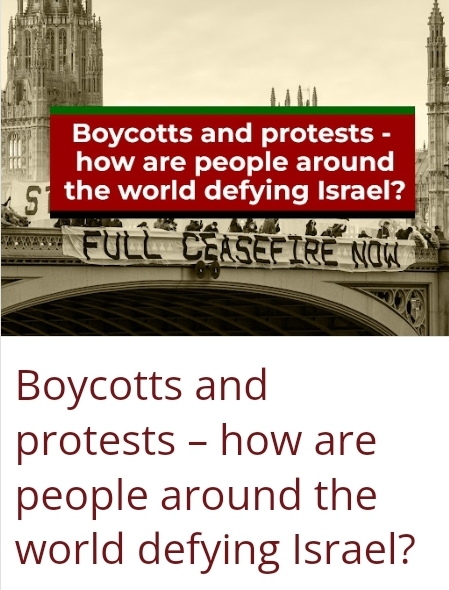 Boycotts and protests -
how are people around
the world defying Israel?
FULL CEASEFIRE NOW
Boycotts and
protests – how are
people around the
world defying Israel?